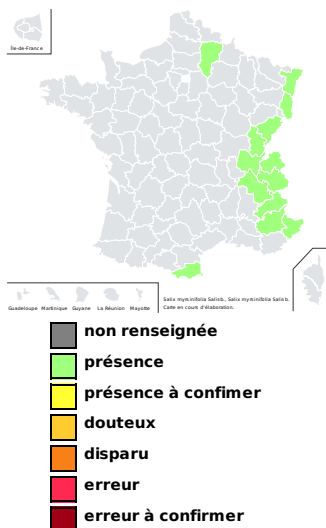 Île-de-France
Guadeloupe Martinique Guyane La Réunion Mayotte
Salix myrsinifolia Salisb., Salix myrsinifolia Salisb.
Carte en cours d'élaboration.
non renseignée
présence
présence à confimer
douteux
disparu
erreur
erreur à confirmer